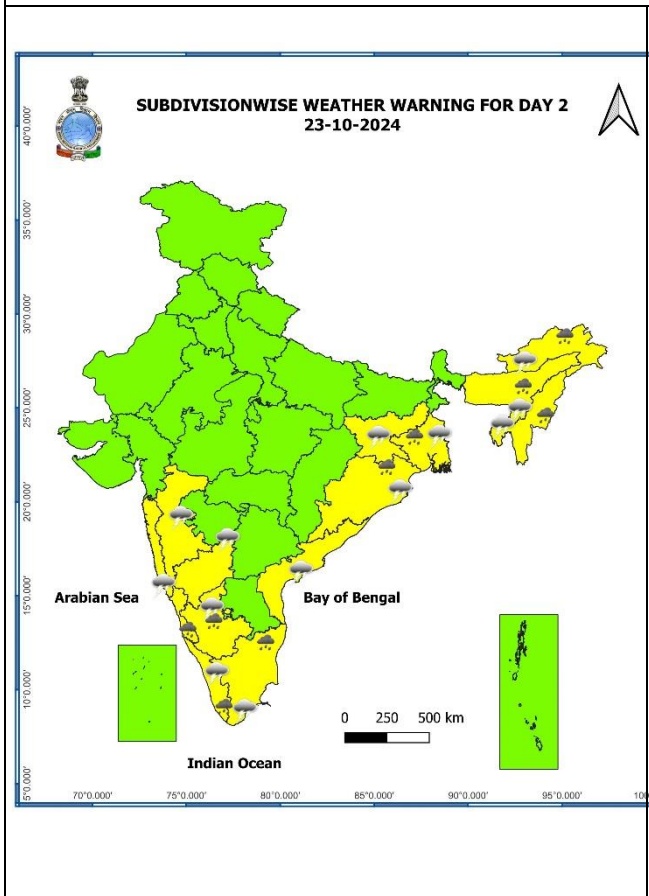 SUBDIVISIONWISE WEATHER WARNING FOR DAY 2
23-10-2024
40°0.000'
35°0.000'
30°0.000'
25°0.000'
20°0.000'
15°0.000'
10°0.000'
5°0.000'
Arabian Sea
Bay of Bengal
0 250 500 km
Indian Ocean
70°0.000' 75°0.000' 80°0.000' 85°0.000' 90°0.000' 95°0.000' 100